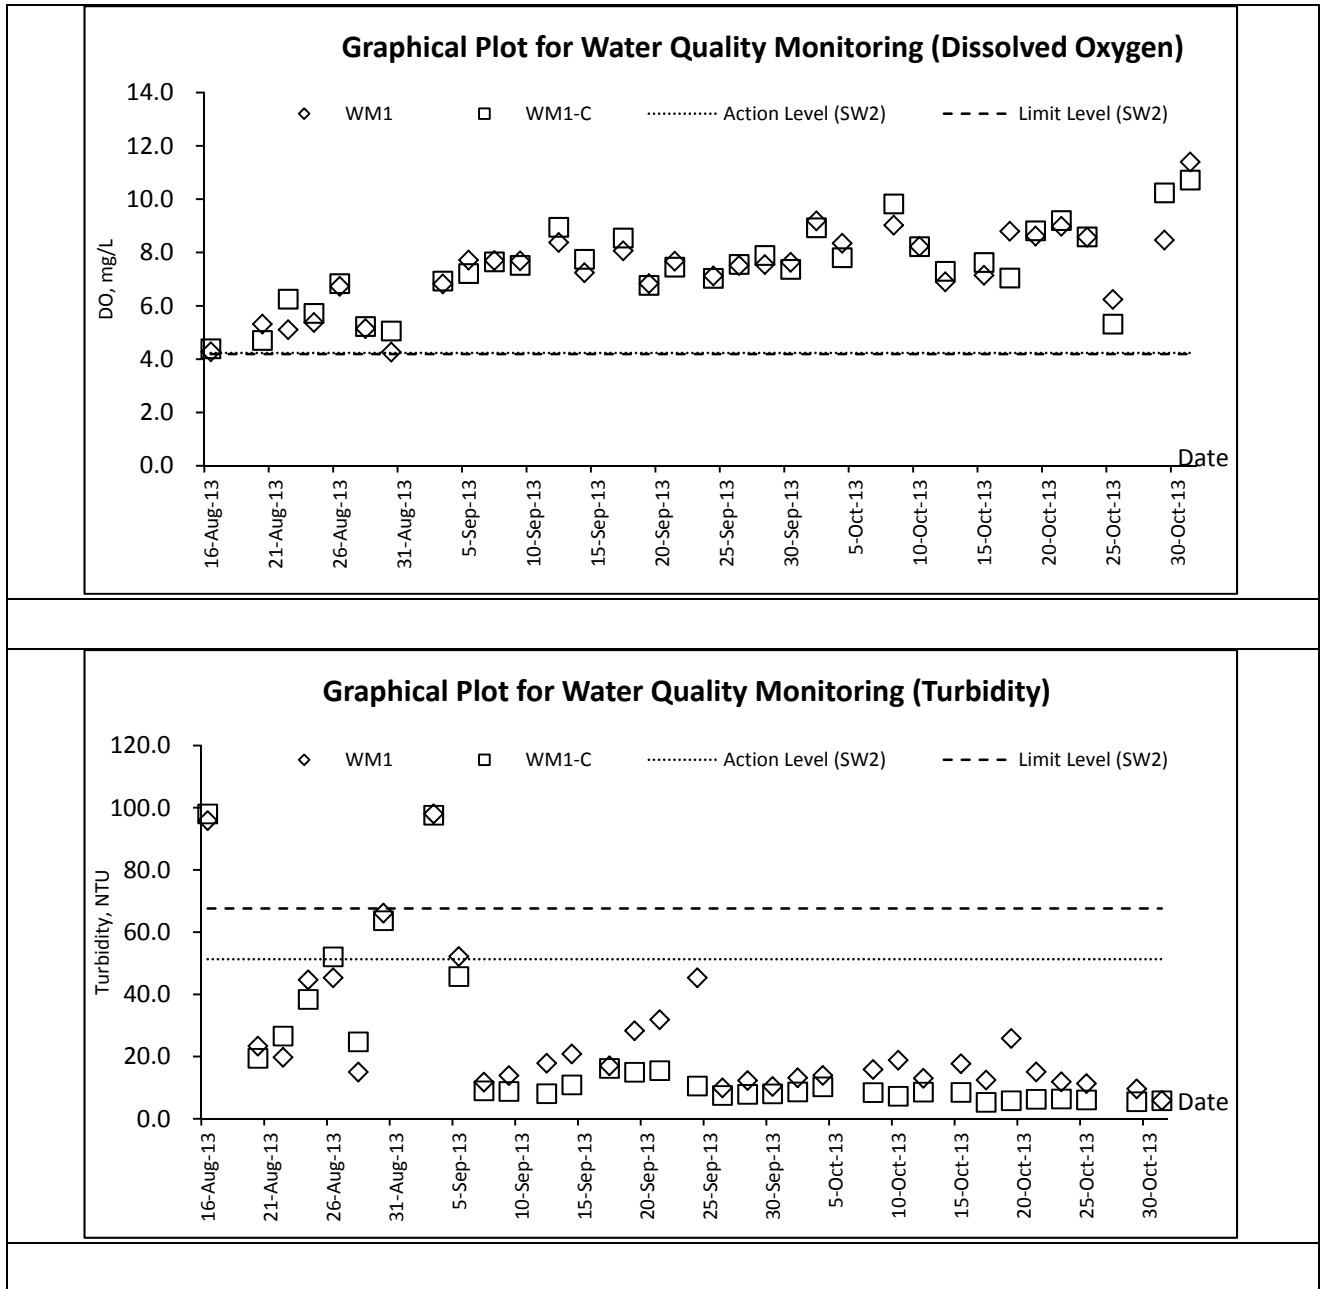 Graphical Plot for Water Quality Monitoring (Dissolved Oxygen)
WM1 WM1-C Action Level (SW2) Limit Level (SW2)
14.0
12.0
10.0
8.0
6.0
4.0
2.0
0.0
DO, mg/L
Date
16-Aug-13 21-Aug-13 26-Aug-13 31-Aug-13 5-Sep-13 10-Sep-13 15-Sep-13 20-Sep-13 25-Sep-13 30-Sep-13 5-Oct-13 10-Oct-13 15-Oct-13 20-Oct-13 25-Oct-13 30-Oct-13
Graphical Plot for Water Quality Monitoring (Turbidity)
WM1 WM1-C Action Level (SW2) Limit Level (SW2)
120.0
100.0
80.0
60.0
40.0
20.0
0.0
Turbidity, NTU
Date
16-Aug-13 21-Aug-13 26-Aug-13 31-Aug-13 5-Sep-13 10-Sep-13 15-Sep-13 20-Sep-13 25-Sep-13 30-Sep-13 5-Oct-13 10-Oct-13 15-Oct-13 20-Oct-13 25-Oct-13 30-Oct-13